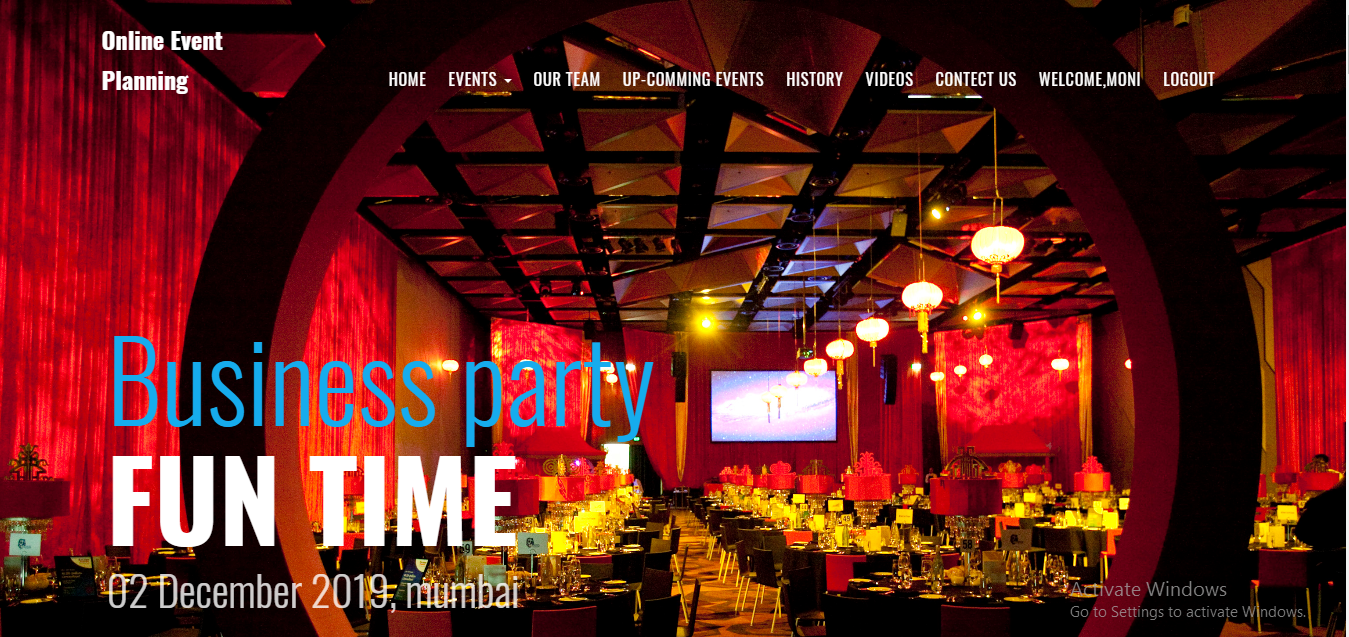 Online Event
Planning
HOME EVENTS OUR TEAM UP-COMMING EVENTS HISTORY VIDEOS CONTECT US WELCOME,MONI LOGOUT
Business party
FUN TIME
02 December 2019, mumbai
Activate Windows
Go to Settings to activate Windows.